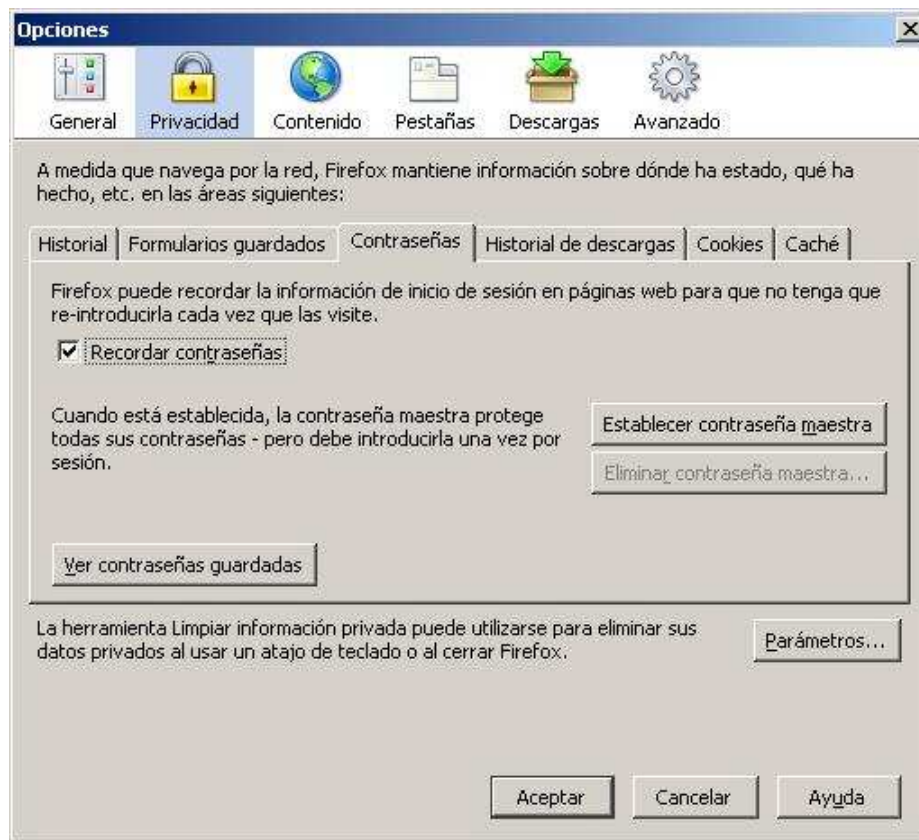 Opciones
General Privacidad Contenido Pestañas Descargas Avanzado
A medida que navega por la red, Firefox mantiene información sobre dónde ha estado, qué ha
hecho, etc. en las áreas siguientes:
Historial Formularios guardados Contraseñas Historial de descargas Cookies Caché
Firefox puede recordar la información de inicio de sesión en páginas web para que no tenga que
re-introducirla cada vez que las visite.
Recordar contraseñas
Cuando está establecida, la contraseña maestra protege
todas sus contraseñas - pero debe introducirla una vez por
sesión.
Establecer contraseña maestra
Eliminar contraseña maestra...
Ver contraseñas guardadas
La herramienta Limpiar información privada puede utilizarse para eliminar sus
datos privados al usar un atajo de teclado o al cerrar Firefox.
Parámetros...
Aceptar Cancelar Ayuda